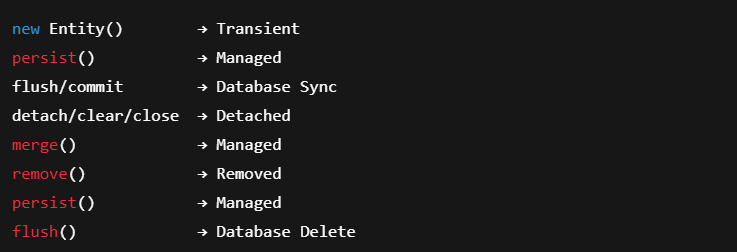 new Entity() → Transient
persist() → Managed
flush/commit → Database Sync
detach/clear/close → Detached
merge() → Managed
remove() → Removed
persist() → Managed
flush() → Database Delete